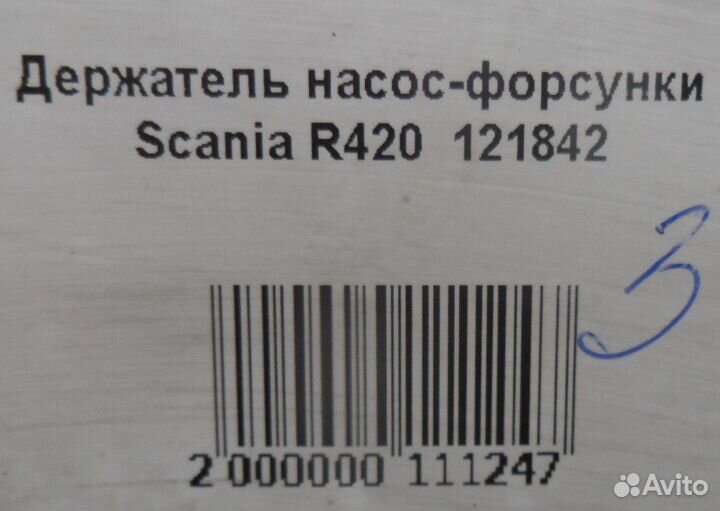 Держатель насос-форсунки
Scania R420 121842
3
2 000000 111247
Avito